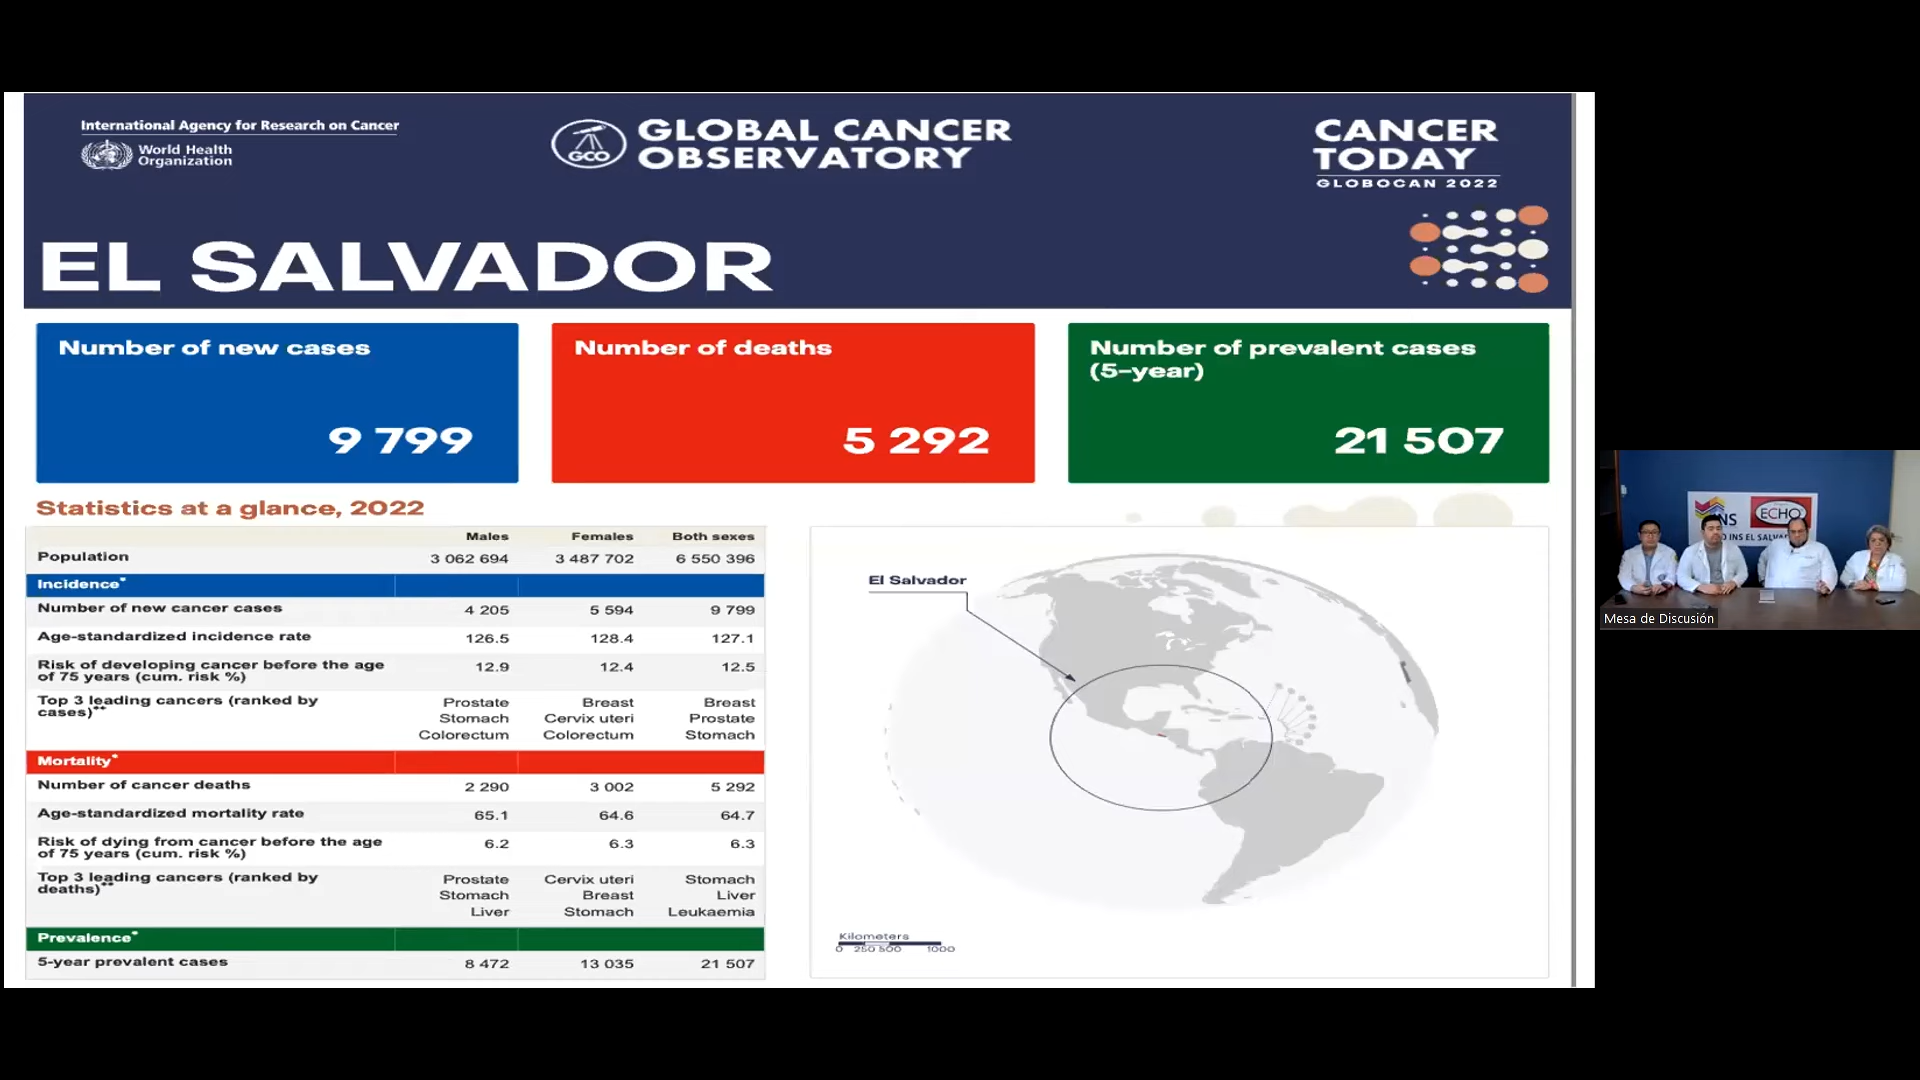 International Agency for Research on Cancer
World Health
Organization
GCO
GLOBAL CANCER
OBSERVATORY
CANCER
TODAY
GLOBOCAN 2022
EL SALVADOR
Number of new cases
9 799
Number of deaths
5 292
Number of prevalent cases
(5-year)
21 507
Statistics at a glance, 2022
Males Females Both sexes
Population 3 062 694 3 487 702 6 550 396
Incidence*
Number of new cancer cases 4 205 5 594 9 799
Age-standardized incidence rate 126.5 128.4 127.1
Risk of developing cancer before the age
of 75 years (cum. risk %) 12.9 12.4 12.5
Top 3 leading cancers (ranked by
cases)**
Prostate Breast Breast
Stomach Cervix uteri Prostate
Colorectum Colorectum Stomach
Mortality*
Number of cancer deaths 2 290 3 002 5 292
Age-standardized mortality rate 65.1 64.6 64.7
Risk of dying from cancer before the age
of 75 years (cum. risk %) 6.2 6.3 6.3
Top 3 leading cancers (ranked by
deaths)**
Prostate Cervix uteri Stomach
Stomach Breast Liver
Liver Stomach Leukaemia
Prevalence*
5-year prevalent cases 8 472 13 035 21 507
El Salvador
Kilometers
0 250 500 1000
ECHO
INS EL
Mesa de Discusión